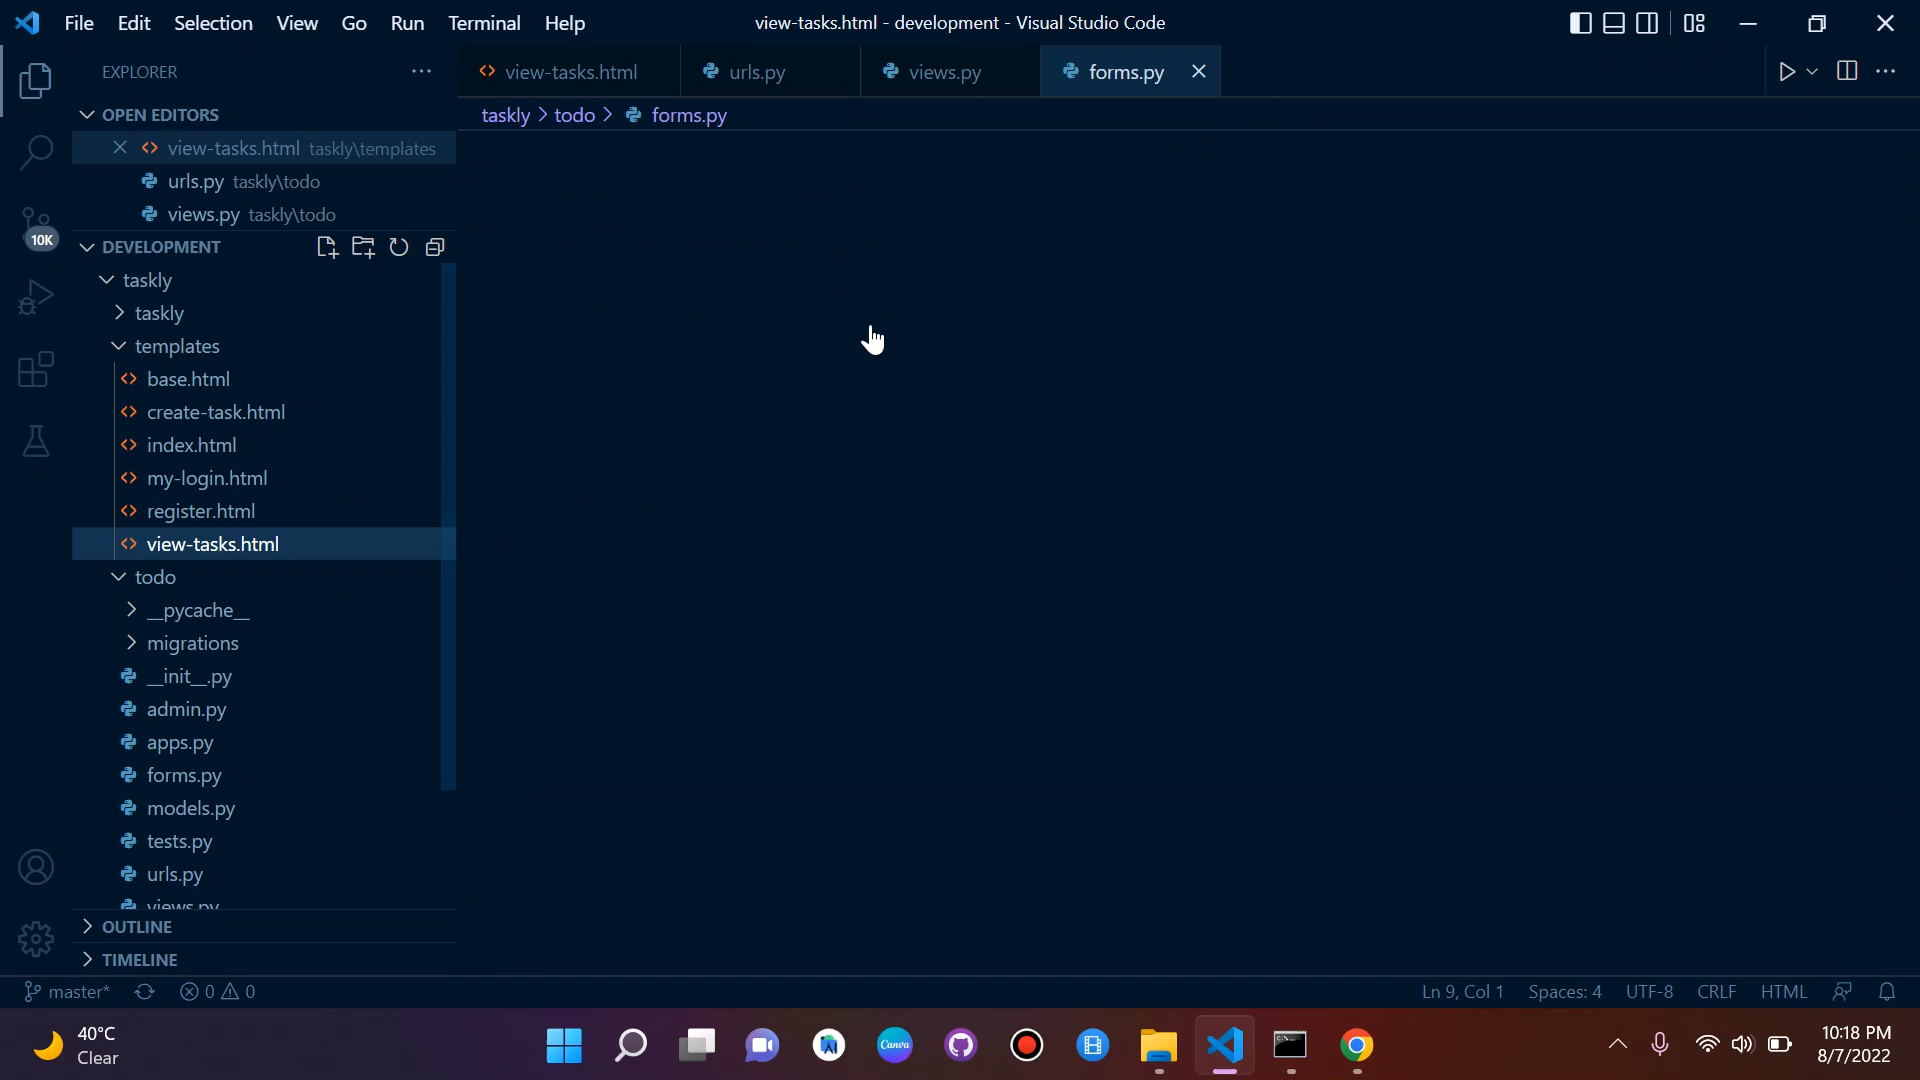 File Edit Selection View Go Run Terminal Help
view-tasks.html - development - Visual Studio Code
EXPLORER
view-tasks.html
urls.py
views.py
forms.py
taskly > todo > forms.py
OPEN EDITORS
view-tasks.html taskly\templates
urls.py taskly\todo
views.py taskly\todo
10K
DEVELOPMENT
taskly
taskly
templates
base.html
create-task.html
index.html
my-login.html
register.html
view-tasks.html
todo
__pycache__
migrations
__init__.py
admin.py
apps.py
forms.py
models.py
tests.py
urls.py
views.py
OUTLINE
TIMELINE
master* 0 0
Ln 9, Col 1 Spaces: 4 UTF-8 CRLF HTML
40°C
Clear
Canva
10:18 PM
8/7/2022